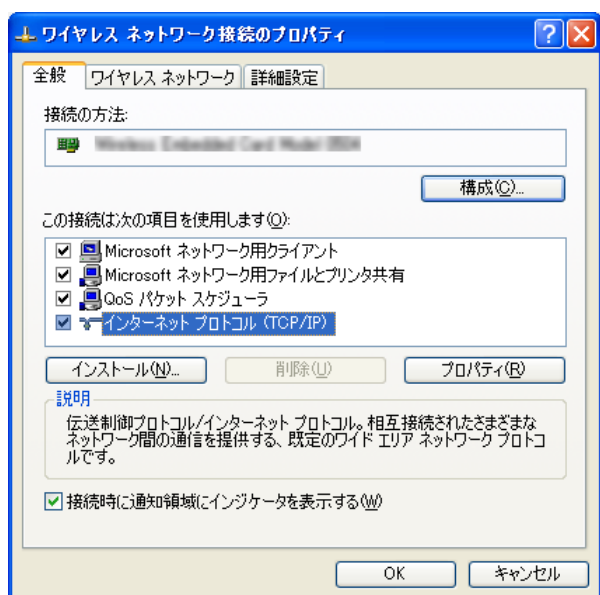 ワイヤレス ネットワーク接続のプロパティ
全般 ワイヤレス ネットワーク 詳細設定
接続の方法:
構成(C)...
この接続は次の項目を使用します(O):
Microsoft ネットワーク用クライアント
Microsoft ネットワーク用ファイルとプリンタ共有
QoS パケット スケジューラ
インターネット プロトコル (TCP/IP)
インストール(N)... 削除(U) プロパティ(R)
説明
伝送制御プロトコル/インターネット プロトコル。相互接続されたさまざまな
ネットワーク間の通信を提供する、既定のワイド エリア ネットワーク プロトコ
ルです。
接続時に通知領域にインジケータを表示する(W)
OK キャンセル